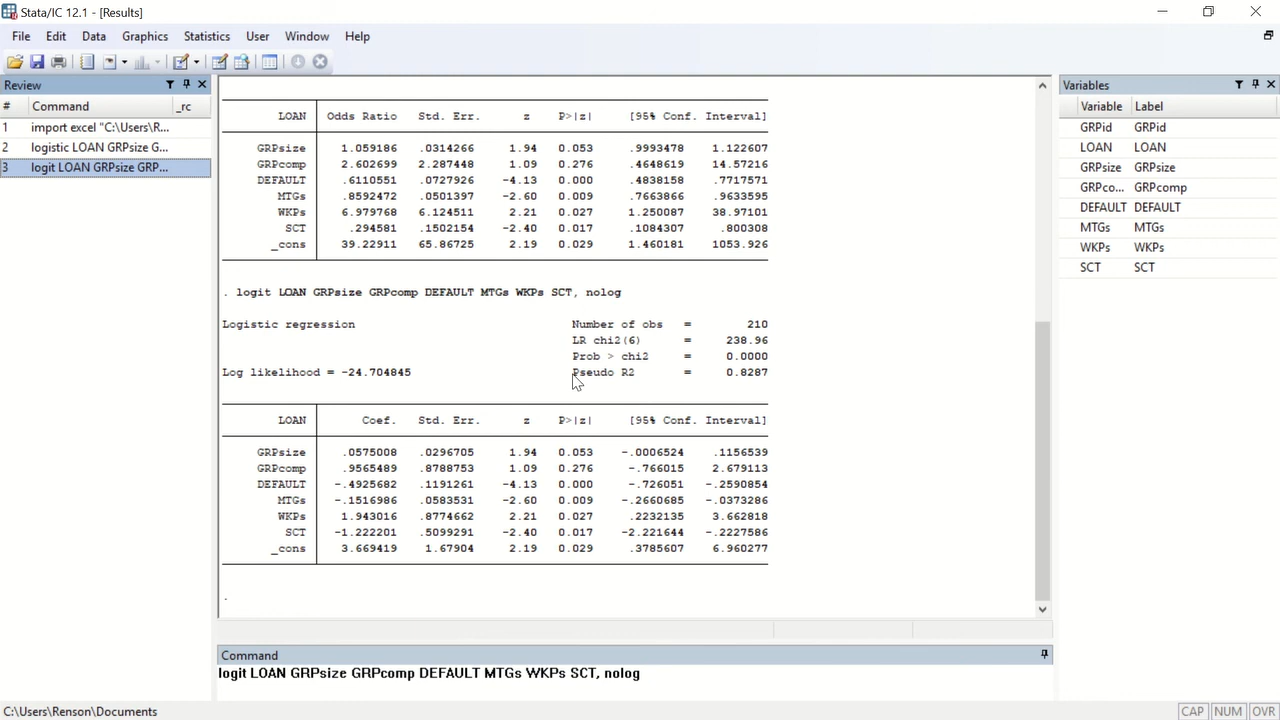 Stata/IC 12.1 - [Results]
File Edit Data Graphics Statistics User Window Help
Review
# Command _rc
1 import excel "C:\Users\R...
2 logistic LOAN GRPsize G...
3 logit LOAN GRPsize GRP...
LOAN Odds Ratio Std. Err. z P>|z| [95% Conf. Interval]
GRPsize 1.059186 .0314266 1.94 0.053 .9993478 1.122607
GRPcomp 2.602699 2.287448 1.09 0.276 .4648619 14.57216
DEFAULT .6110551 .0727926 -4.13 0.000 .4838158 .7717571
MTGs .8592472 .0501397 -2.60 0.009 .7663866 .9633595
WKPs 6.979768 6.124511 2.21 0.027 1.250087 38.97101
SCT .294581 .1502154 -2.40 0.017 .1084307 .800308
_cons 39.22911 65.86725 2.19 0.029 1.460181 1053.926
. logit LOAN GRPsize GRPcomp DEFAULT MTGs WKPs SCT, nolog
Logistic regression Number of obs = 210
LR chi2(6) = 238.96
Prob > chi2 = 0.0000
Log likelihood = -24.704845 Pseudo R2 = 0.8287
LOAN Coef. Std. Err. z P>|z| [95% Conf. Interval]
GRPsize .0575008 .0296705 1.94 0.053 -.0006524 .1156539
GRPcomp .9565489 .8788753 1.09 0.276 -.766015 2.679113
DEFAULT -.4925682 .1191261 -4.13 0.000 -.726051 -.2590854
MTGs -.1516986 .0583531 -2.60 0.009 -.2660685 -.0373286
WKPs 1.943016 .8774662 2.21 0.027 .2232135 3.662818
SCT -1.222201 .5099291 -2.40 0.017 -2.221644 -.2227586
_cons 3.669419 1.67904 2.19 0.029 .3785607 6.960277
.
Command
logit LOAN GRPsize GRPcomp DEFAULT MTGs WKPs SCT, nolog
Variables
Variable Label
GRPid GRPid
LOAN LOAN
GRPsize GRPsize
GRPco... GRPcomp
DEFAULT DEFAULT
MTGs MTGs
WKPs WKPs
SCT SCT
C:\Users\Renson\Documents CAP NUM OVR